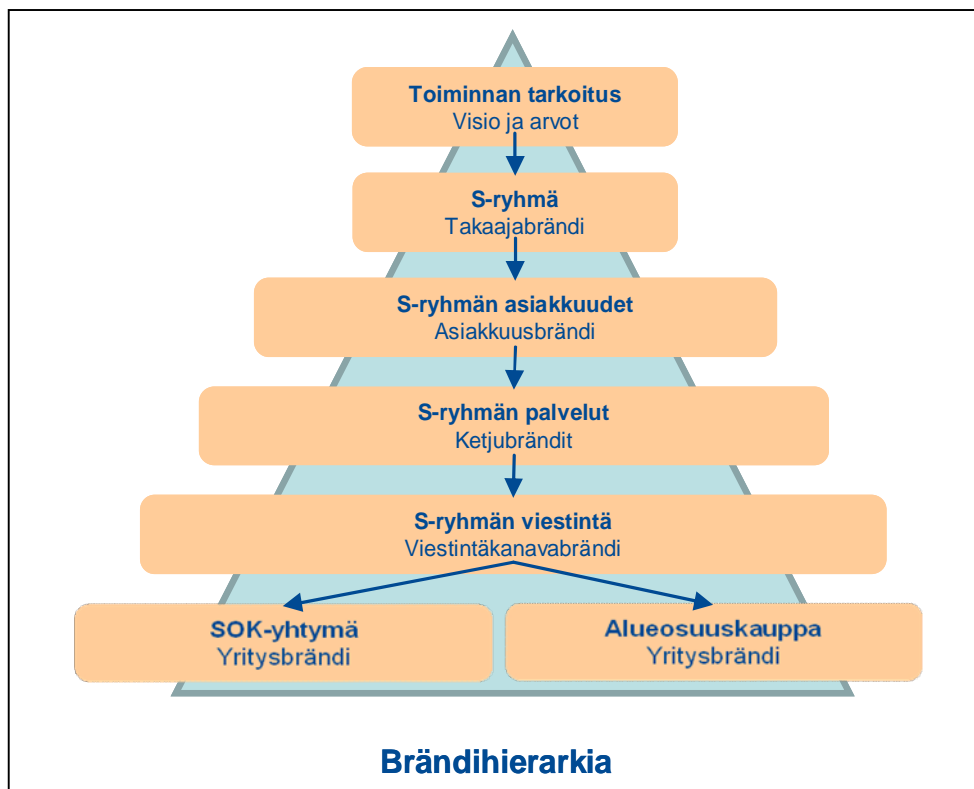 Toiminnan tarkoitus
Visio ja arvot
S-ryhmä
Takaajabrändi
S-ryhmän asiakkuudet
Asiakkuusbrändi
S-ryhmän palvelut
Ketjubrändit
S-ryhmän viestintä
Viestintäkanavabrändi
SOK-yhtymä
Yritysbrändi
Alueosuuskauppa
Yritysbrändi
Brändihierarkia